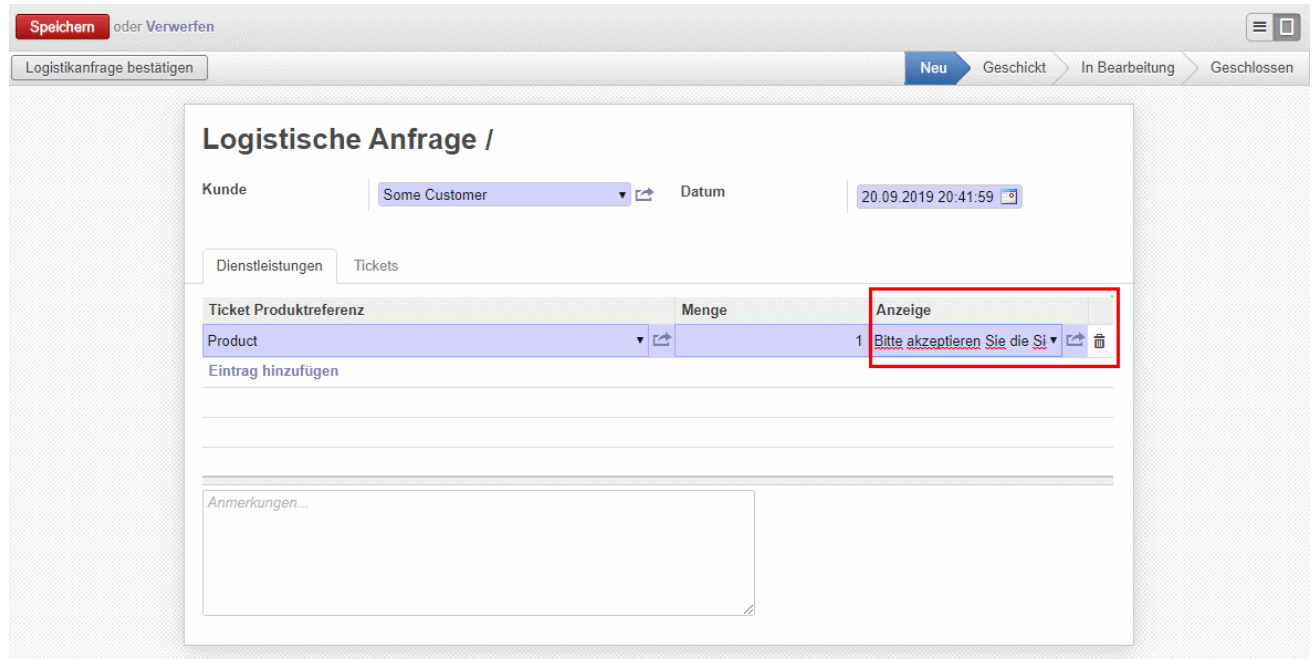 Speichern oder Verwerfen
Logistikanfrage bestätigen
Neu Geschickt In Bearbeitung Geschlossen
Logistische Anfrage /
Kunde Some Customer Datum 20.09.2019 20:41:59
Dienstleistungen Tickets
Ticket Produktreferenz Menge Anzeige
Product 1 Bitte akzeptieren Sie die Si
Eintrag hinzufügen
Anmerkungen...